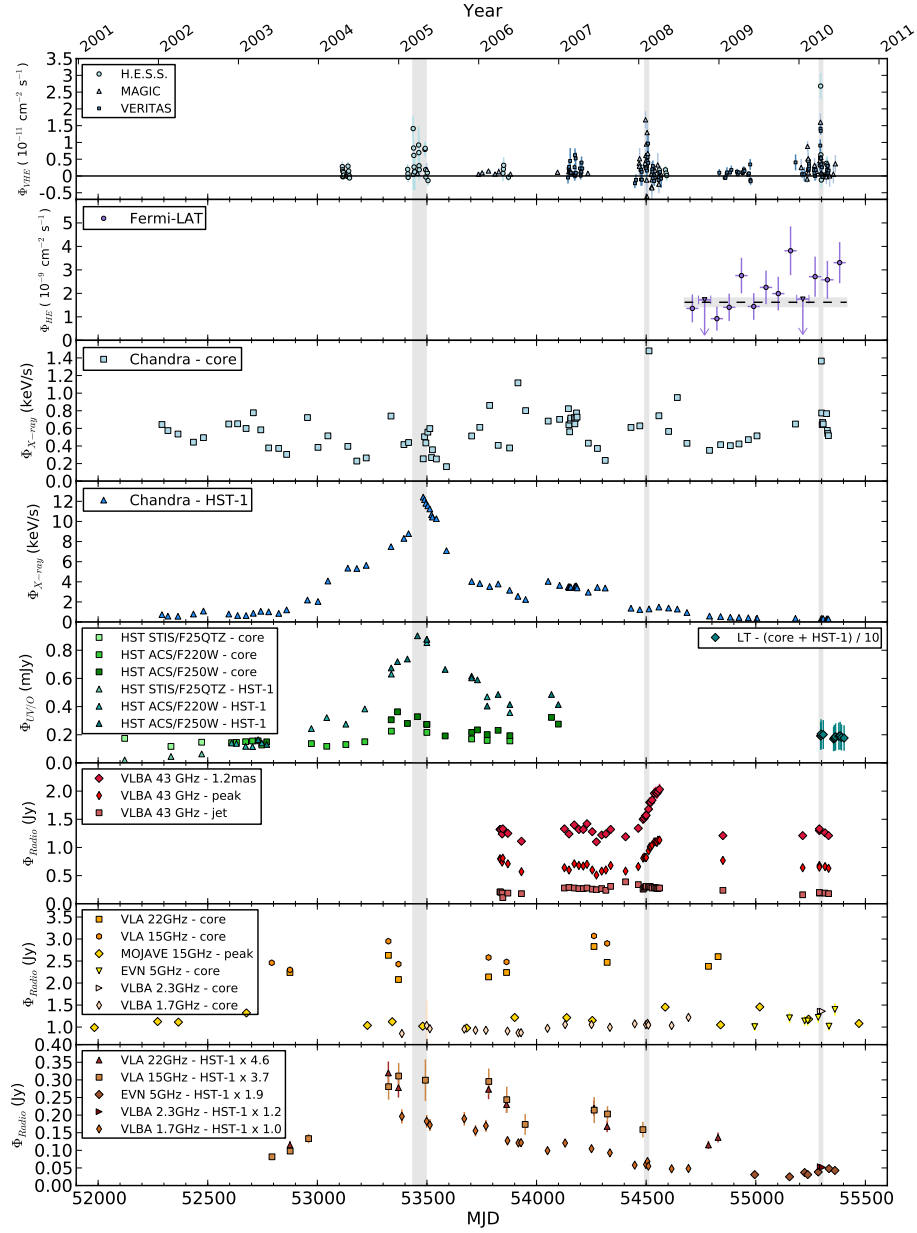 Year
2001 2002 2003 2004 2005 2006 2007 2008 2009 2010 2011
Φ_VHE ( 10^−11 cm^−2 s^−1)
3.5
2.5
1.5
0.5
0
-0.5
H.E.S.S.
MAGIC
VERITAS
Φ_HE (10^−9 cm^−2 s^−1)
5
4
3
2
1
0
Fermi-LAT
Φ_X−ray (keV/s)
1.4
1.2
1.0
0.8
0.6
0.4
0.2
0.0
Chandra - core
Φ_X−ray (keV/s)
12
10
8
6
4
2
0
Chandra - HST-1
Φ_UV/O (mJy)
0.8
0.6
0.4
0.2
0.0
HST STIS/F25QTZ - core
HST ACS/F220W - core
HST ACS/F250W - core
HST STIS/F25QTZ - HST-1
HST ACS/F220W - HST-1
HST ACS/F250W - HST-1
LT - (core + HST-1) / 10
Φ_Radio (Jy)
2.0
1.5
1.0
0.5
0.0
VLBA 43 GHz - 1.2mas
VLBA 43 GHz - peak
VLBA 43 GHz - jet
Φ_Radio (Jy)
3.5
3.0
2.5
2.0
1.5
1.0
VLA 22GHz - core
VLA 15GHz - core
MOJAVE 15GHz - peak
EVN 5GHz - core
VLBA 2.3GHz - core
VLBA 1.7GHz - core
Φ_Radio (Jy)
0.40
0.35
0.30
0.25
0.20
0.15
0.10
0.05
0.00
VLA 22GHz - HST-1 x 4.6
VLA 15GHz - HST-1 x 3.7
EVN 5GHz - HST-1 x 1.9
VLBA 2.3GHz - HST-1 x 1.2
VLBA 1.7GHz - HST-1 x 1.0
52000 52500 53000 53500 54000 54500 55000 55500
MJD